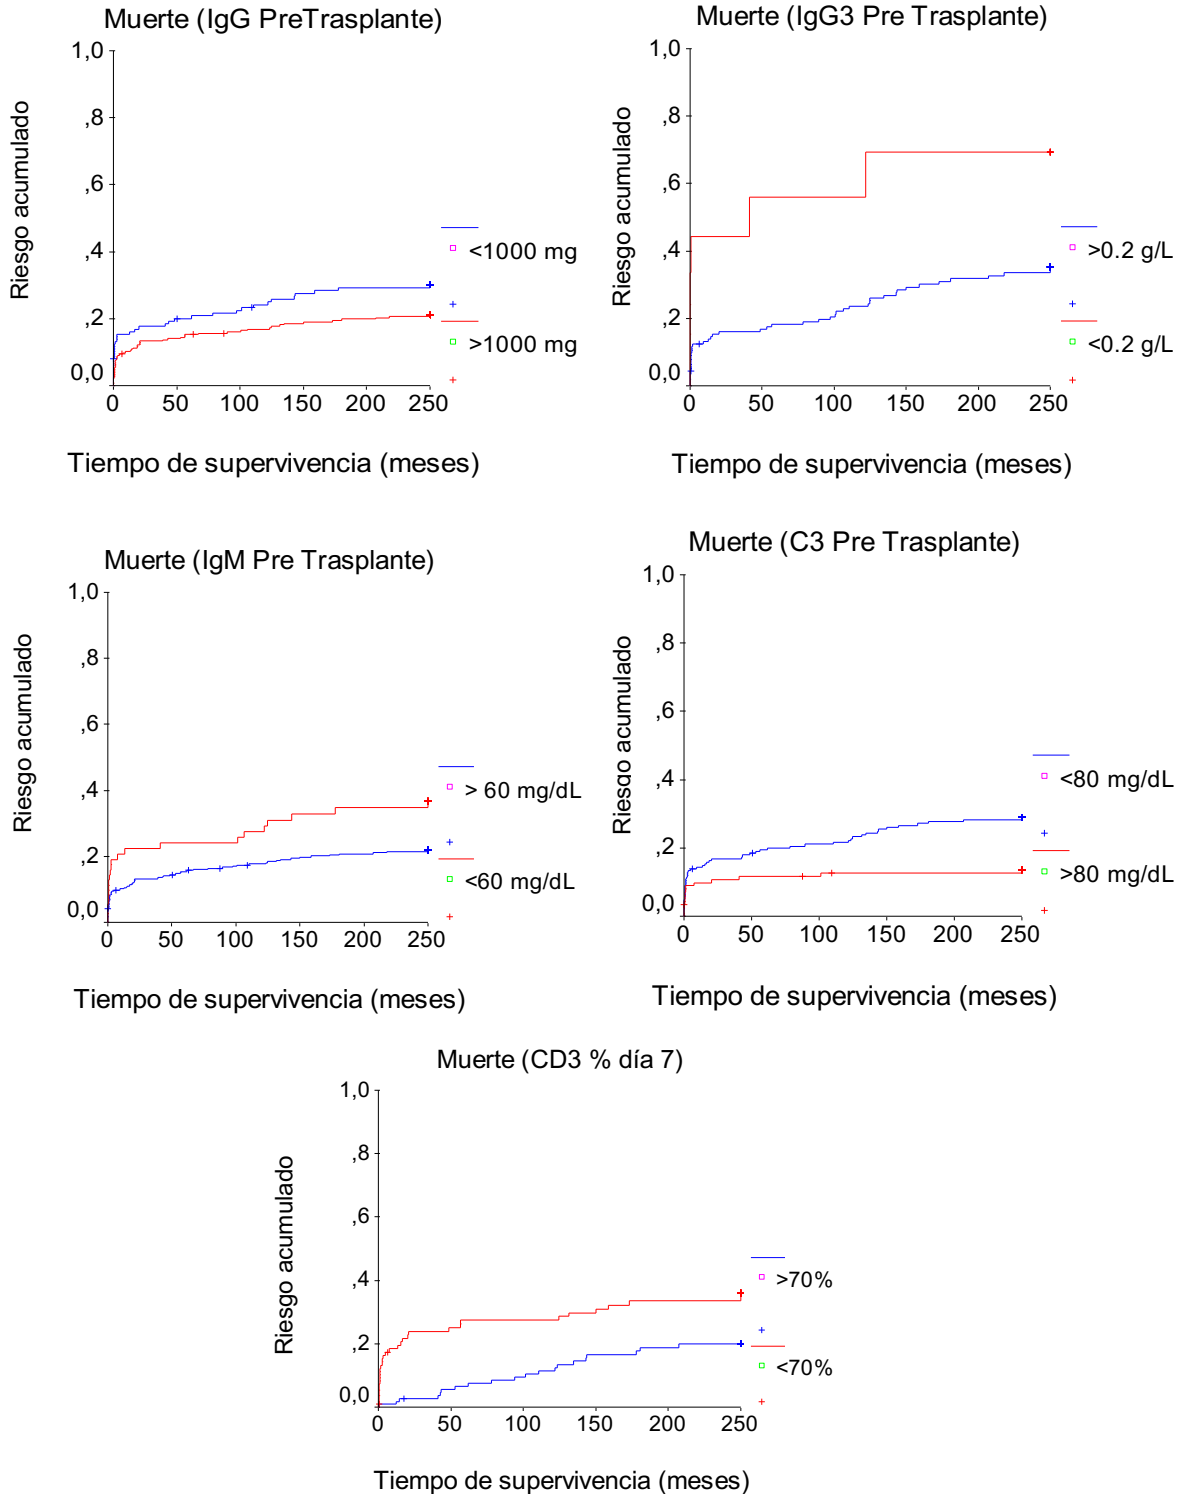 Muerte (IgG PreTrasplante)
1,0
,8
,6
,4
,2
0,0
Riesgo acumulado
0 50 100 150 200 250
Tiempo de supervivencia (meses)
<1000 mg
>1000 mg
Muerte (IgG3 Pre Trasplante)
1,0
,8
,6
,4
,2
0,0
Riesgo acumulado
0 50 100 150 200 250
Tiempo de supervivencia (meses)
>0.2 g/L
<0.2 g/L
Muerte (IgM Pre Trasplante)
1,0
,8
,6
,4
,2
0,0
Riesgo acumulado
0 50 100 150 200 250
Tiempo de supervivencia (meses)
> 60 mg/dL
<60 mg/dL
Muerte (C3 Pre Trasplante)
1,0
,8
,6
,4
,2
0,0
Riesgo acumulado
0 50 100 150 200 250
Tiempo de supervivencia (meses)
<80 mg/dL
>80 mg/dL
Muerte (CD3 % día 7)
1,0
,8
,6
,4
,2
0,0
Riesgo acumulado
0 50 100 150 200 250
Tiempo de supervivencia (meses)
>70%
<70%